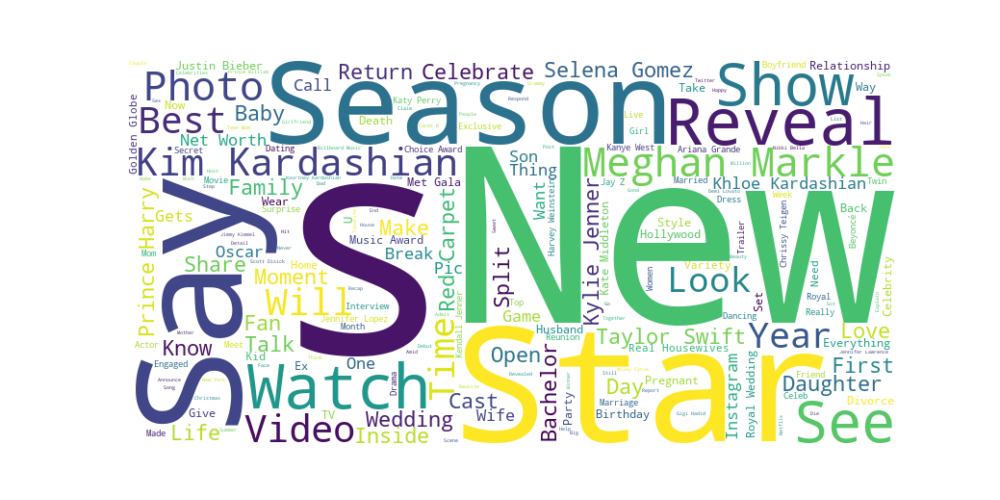 Justin Bieber
Photo
Season
Call
Return
Celebrate
Selena Gomez
Show
Boyfriend
Relationship
Take
Way
Golden Globe
Best
Now
Baby
Katy Perry
Claim
Death
Exclusive
Live
Girl
Reveal
Net Worth
Kim Kardashian
Secret
Dating
Choice Award
Son
Thing
Kanye West
Ariana Grande
Meghan Markle
Movie
Family
Met Gala
Want
Harvey Weinstein
Jay Z
Married
Khloe Kardashian
Twin
Say
S
New
Wear
Surprise
Gets
Prince Harry
Mom
Oscar
Share
Music Award
Make
Break
Red Carpet
Pic
Split
Kylie Jenner
Kate Middleton
Style
Hollywood
Dress
Week
Trailer
Chrissy Teigen
Beyoncé
Back
Celebrity
Home
Moment
Will
Time
Kendall Jenner
Look
Variety
Women
Set
Need
Royal
Really
Interview
Jennifer Lopez
Month
Top
Game
Dancing
Fan
Talk
Kid
Know
Actor
Meet
Engaged
Ex
One
Star
Husband
Reunion
Open
Taylor Swift
Real Housewives
Year
Love
Everything
Jennifer Lawrence
First
Friend
Daughter
Celeb
Divorce
Watch
Drama
Cast
Wife
Bachelor
Party
Day
Pregnant
Marriage
Birthday
Instagram
Royal Wedding
See
Give
Made
Life
Video
TV
Wedding
Inside
Gigi Hadid
Netflix